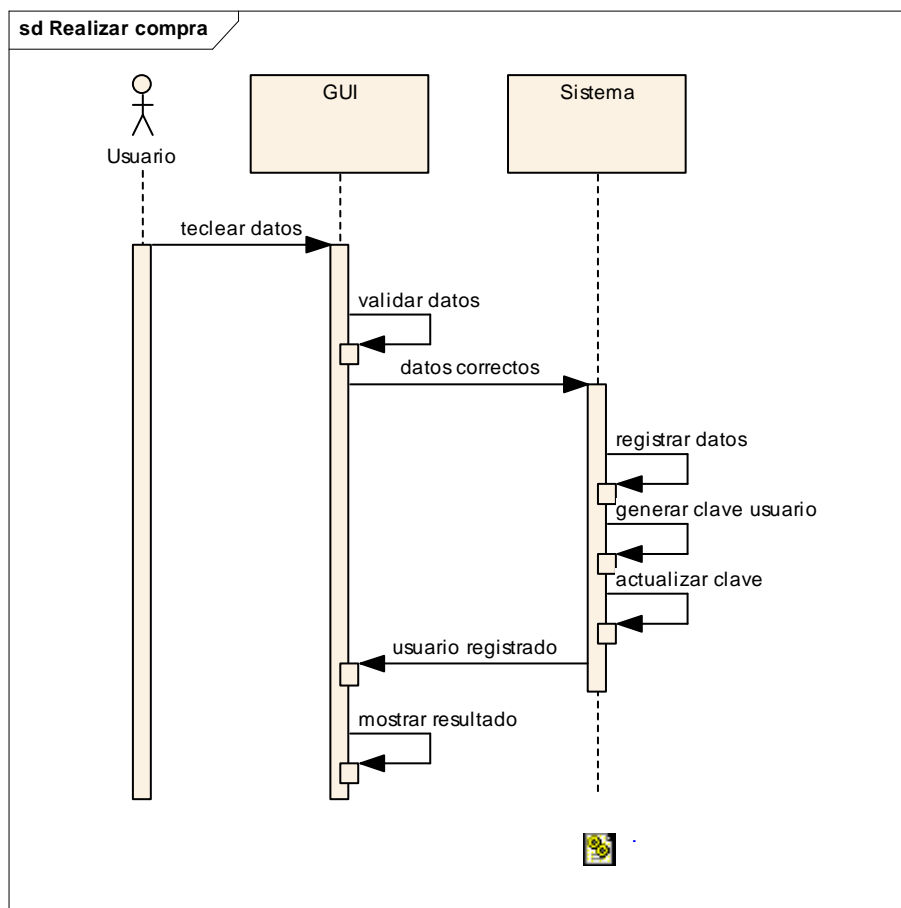 sd Realizar compra
GUI
Sistema
Usuario
teclear datos
validar datos
datos correctos
registrar datos
generar clave usuario
actualizar clave
usuario registrado
mostrar resultado